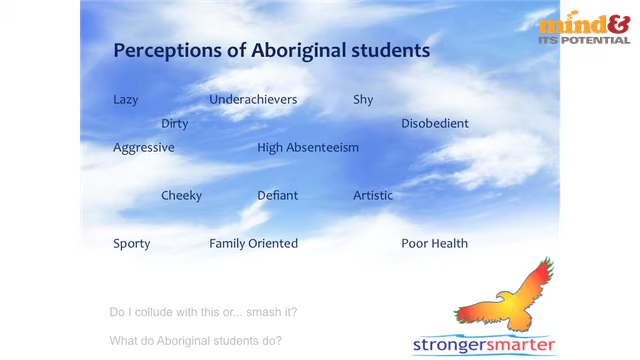 mind&
ITS POTENTIAL
Perceptions of Aboriginal students
Lazy Underachievers Shy
Dirty Disobedient
Aggressive High Absenteeism
Cheeky Defiant Artistic
Sporty Family Oriented Poor Health
Do I collude with this or... smash it?
What do Aboriginal students do?
strongersmarter